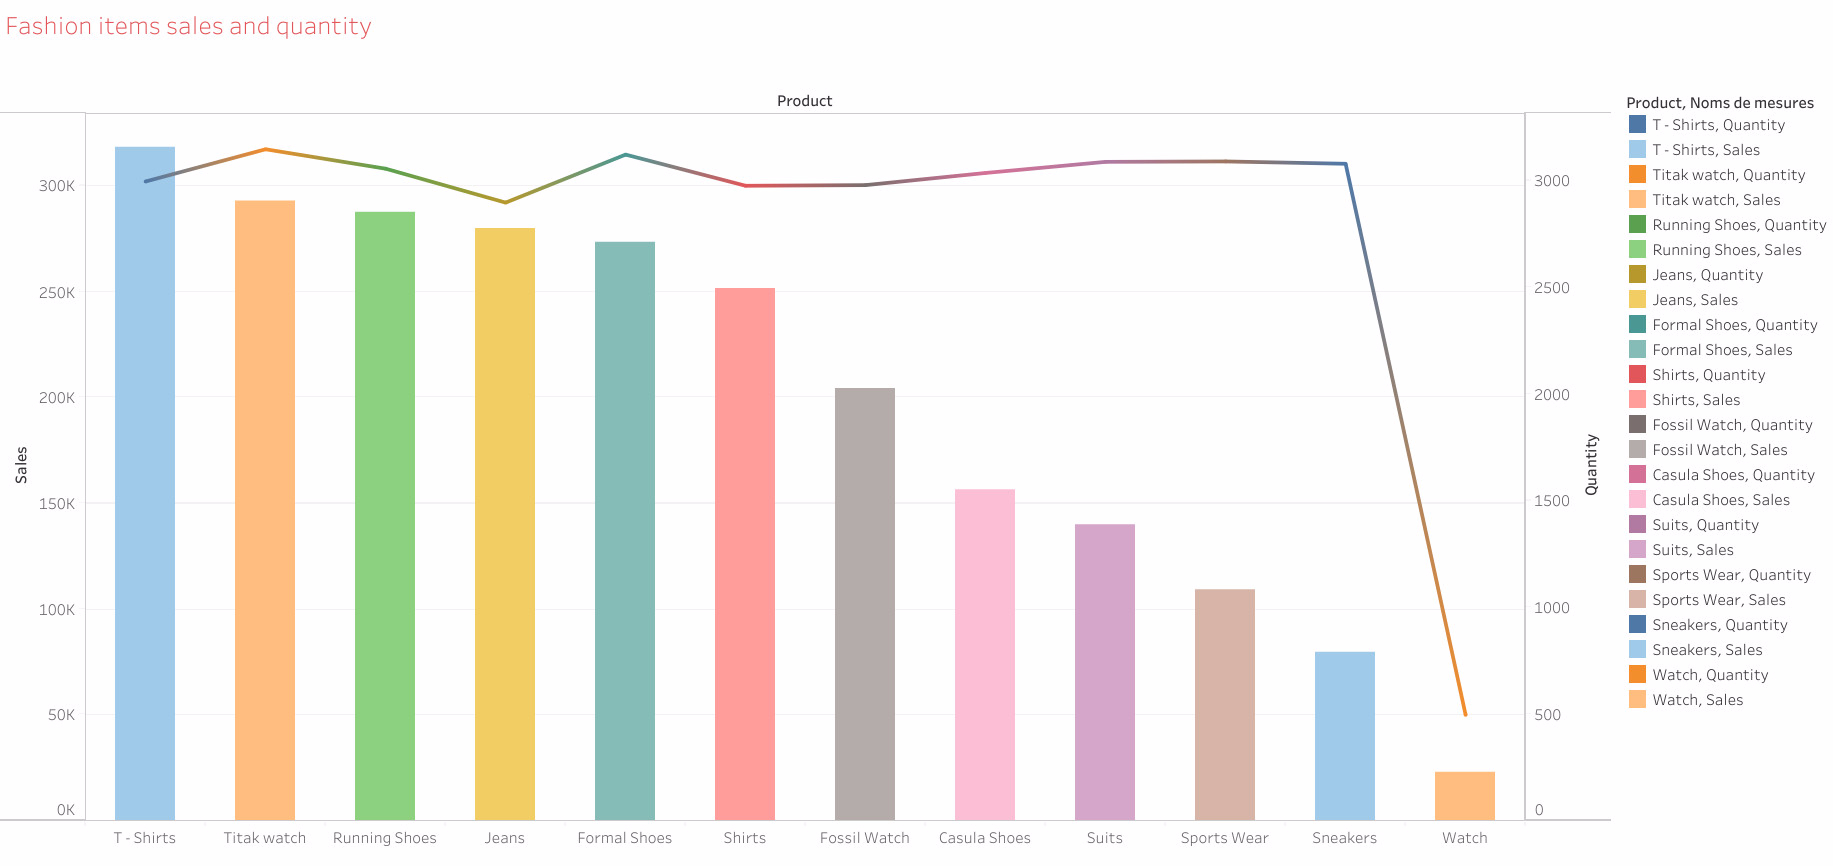 Fashion items sales and quantity
Product
Sales
300K
250K
200K
150K
100K
50K
0K
3000
2500
2000
1500
1000
500
0
Quantity
T - Shirts
Titak watch
Running Shoes
Jeans
Formal Shoes
Shirts
Fossil Watch
Casula Shoes
Suits
Sports Wear
Sneakers
Watch
Product, Noms de mesures
T - Shirts, Quantity
T - Shirts, Sales
Titak watch, Quantity
Titak watch, Sales
Running Shoes, Quantity
Running Shoes, Sales
Jeans, Quantity
Jeans, Sales
Formal Shoes, Quantity
Formal Shoes, Sales
Shirts, Quantity
Shirts, Sales
Fossil Watch, Quantity
Fossil Watch, Sales
Casula Shoes, Quantity
Casula Shoes, Sales
Suits, Quantity
Suits, Sales
Sports Wear, Quantity
Sports Wear, Sales
Sneakers, Quantity
Sneakers, Sales
Watch, Quantity
Watch, Sales